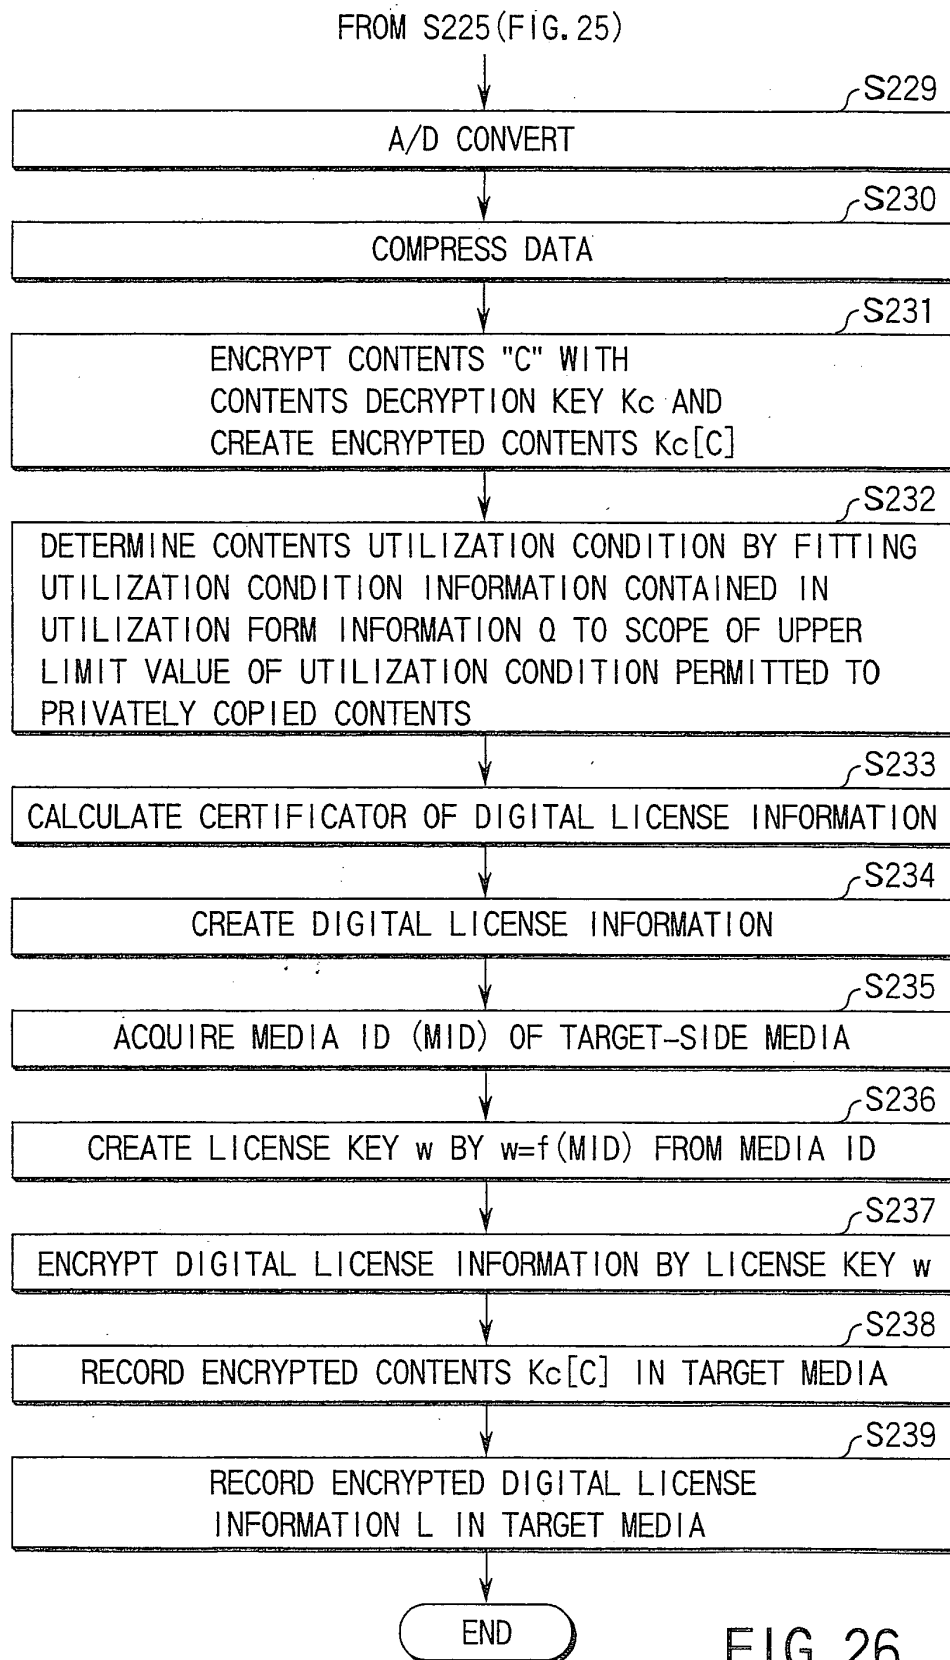 FROM S225(FIG.25)
S229
A/D CONVERT
S230
COMPRESS DATA
S231
ENCRYPT CONTENTS "C" WITH
CONTENTS DECRYPTION KEY Kc AND
CREATE ENCRYPTED CONTENTS Kc[C]
S232
DETERMINE CONTENTS UTILIZATION CONDITION BY FITTING
UTILIZATION CONDITION INFORMATION CONTAINED IN
UTILIZATION FORM INFORMATION Q TO SCOPE OF UPPER
LIMIT VALUE OF UTILIZATION CONDITION PERMITTED TO
PRIVATELY COPIED CONTENTS
S233
CALCULATE CERTIFICATOR OF DIGITAL LICENSE INFORMATION
S234
CREATE DIGITAL LICENSE INFORMATION
S235
ACQUIRE MEDIA ID (MID) OF TARGET-SIDE MEDIA
S236
CREATE LICENSE KEY w BY w=f(MID) FROM MEDIA ID
S237
ENCRYPT DIGITAL LICENSE INFORMATION BY LICENSE KEY w
S238
RECORD ENCRYPTED CONTENTS Kc[C] IN TARGET MEDIA
S239
RECORD ENCRYPTED DIGITAL LICENSE
INFORMATION L IN TARGET MEDIA
END
FIG. 26